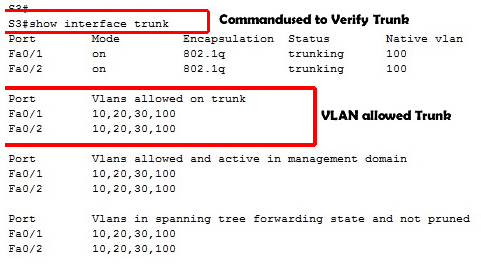 S3#
S3#show interface trunk
Commandused to Verify Trunk
Port Mode Encapsulation Status Native vlan
Fa0/1 on 802.1q trunking 100
Fa0/2 on 802.1q trunking 100
Port Vlans allowed on trunk
Fa0/1 10,20,30,100
Fa0/2 10,20,30,100
VLAN allowed Trunk
Port Vlans allowed and active in management domain
Fa0/1 10,20,30,100
Fa0/2 10,20,30,100
Port Vlans in spanning tree forwarding state and not pruned
Fa0/1 10,20,30,100
Fa0/2 10,20,30,100